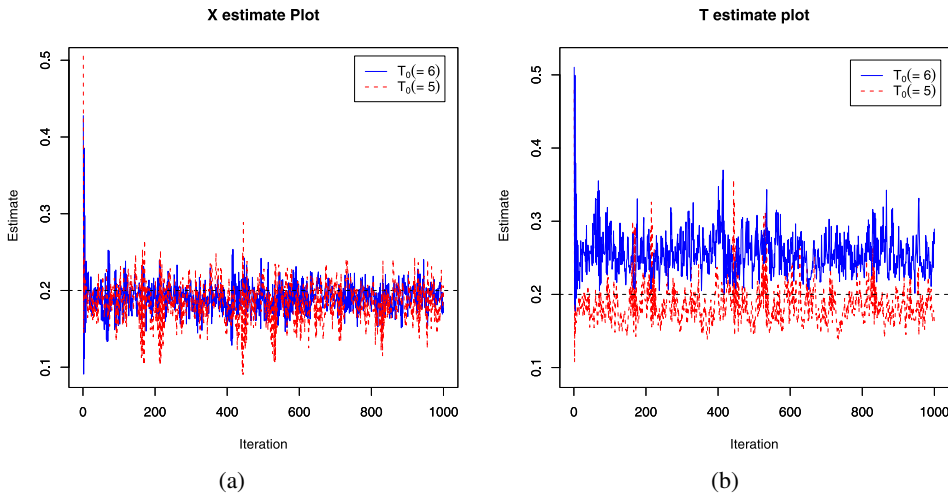 X estimate Plot
Estimate
0.5
0.4
0.3
0.2
0.1
T0(= 6)
T0(= 5)
0 200 400 600 800 1000
Iteration
(a)
T estimate plot
Estimate
0.5
0.4
0.3
0.2
0.1
T0(= 6)
T0(= 5)
0 200 400 600 800 1000
Iteration
(b)